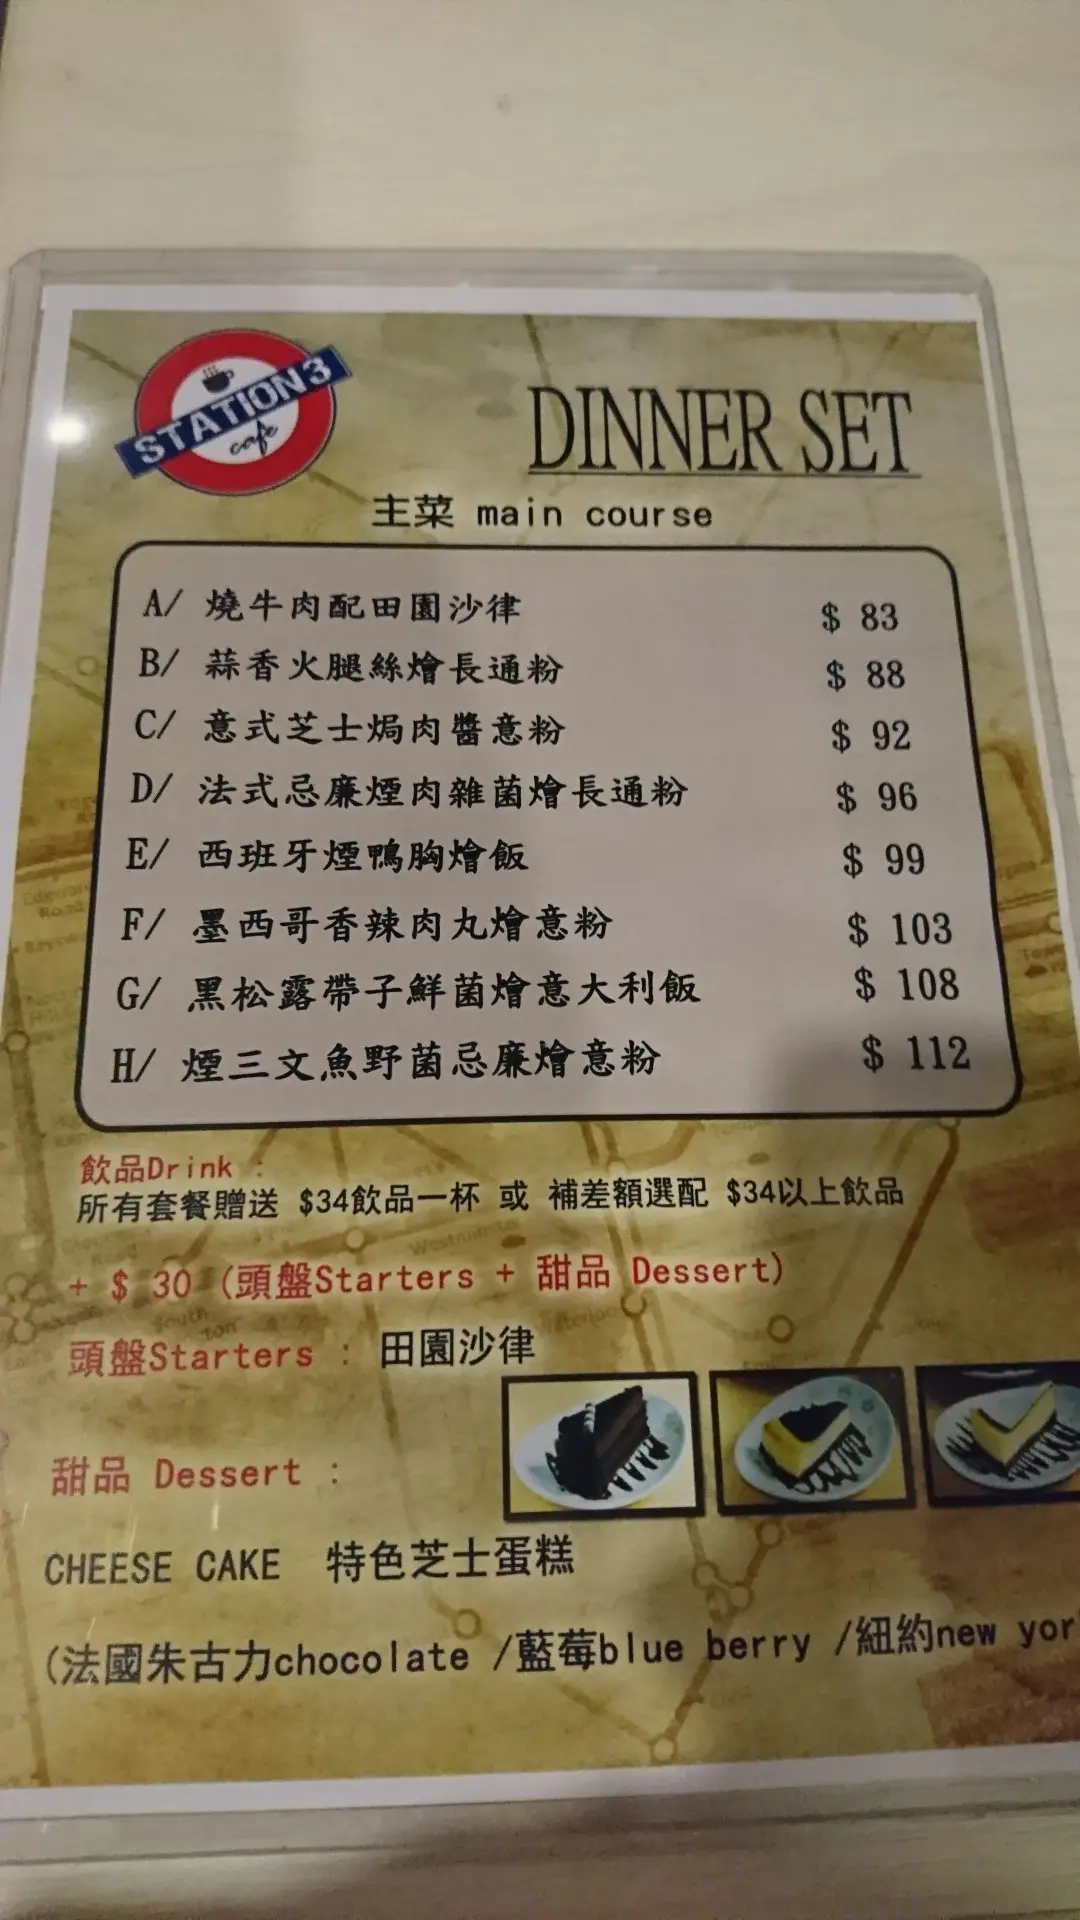 STATION3
cafe
DINNER SET
主菜 main course
A/ 燒牛肉配田園沙律 $ 83
B/ 蒜香火腿絲燴長通粉 $ 88
C/ 意式芝士焗肉醬意粉 $ 92
D/ 法式忌廉煙肉雜菌燴長通粉 $ 96
E/ 西班牙煙鴨胸燴飯 $ 99
F/ 墨西哥香辣肉丸燴意粉 $ 103
G/ 黑松露帶子鮮菌燴意大利飯 $ 108
H/ 煙三文魚野菌忌廉燴意粉 $ 112
飲品Drink :
所有套餐贈送 $34飲品一杯 或 補差額選配 $34以上飲品
+ $ 30 (頭盤Starters + 甜品 Dessert)
頭盤Starters : 田園沙律
甜品 Dessert :
CHEESE CAKE 特色芝士蛋糕
(法國朱古力chocolate /藍莓blue berry /紐約new yor